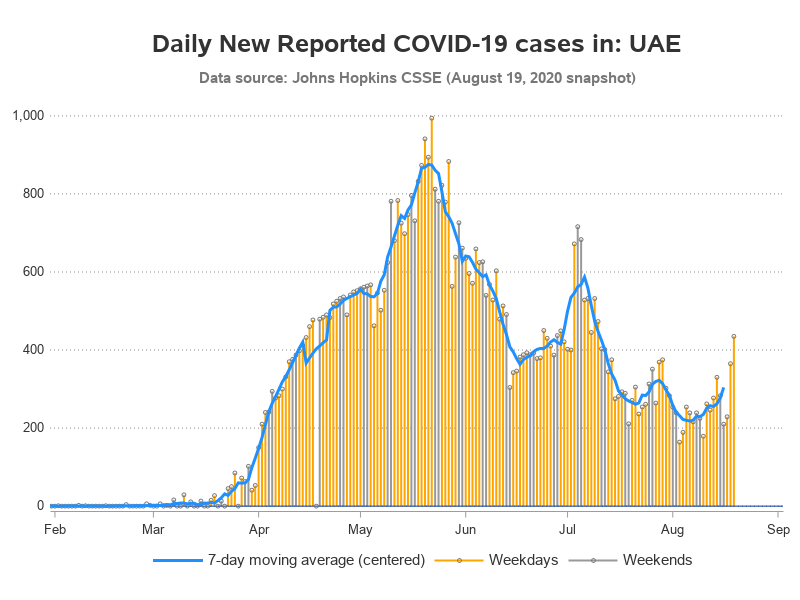 Daily New Reported COVID-19 cases in: UAE
Data source: Johns Hopkins CSSE (August 19, 2020 snapshot)
1,000
800
600
400
200
0
Feb Mar Apr May Jun Jul Aug Sep
7-day moving average (centered) Weekdays Weekends